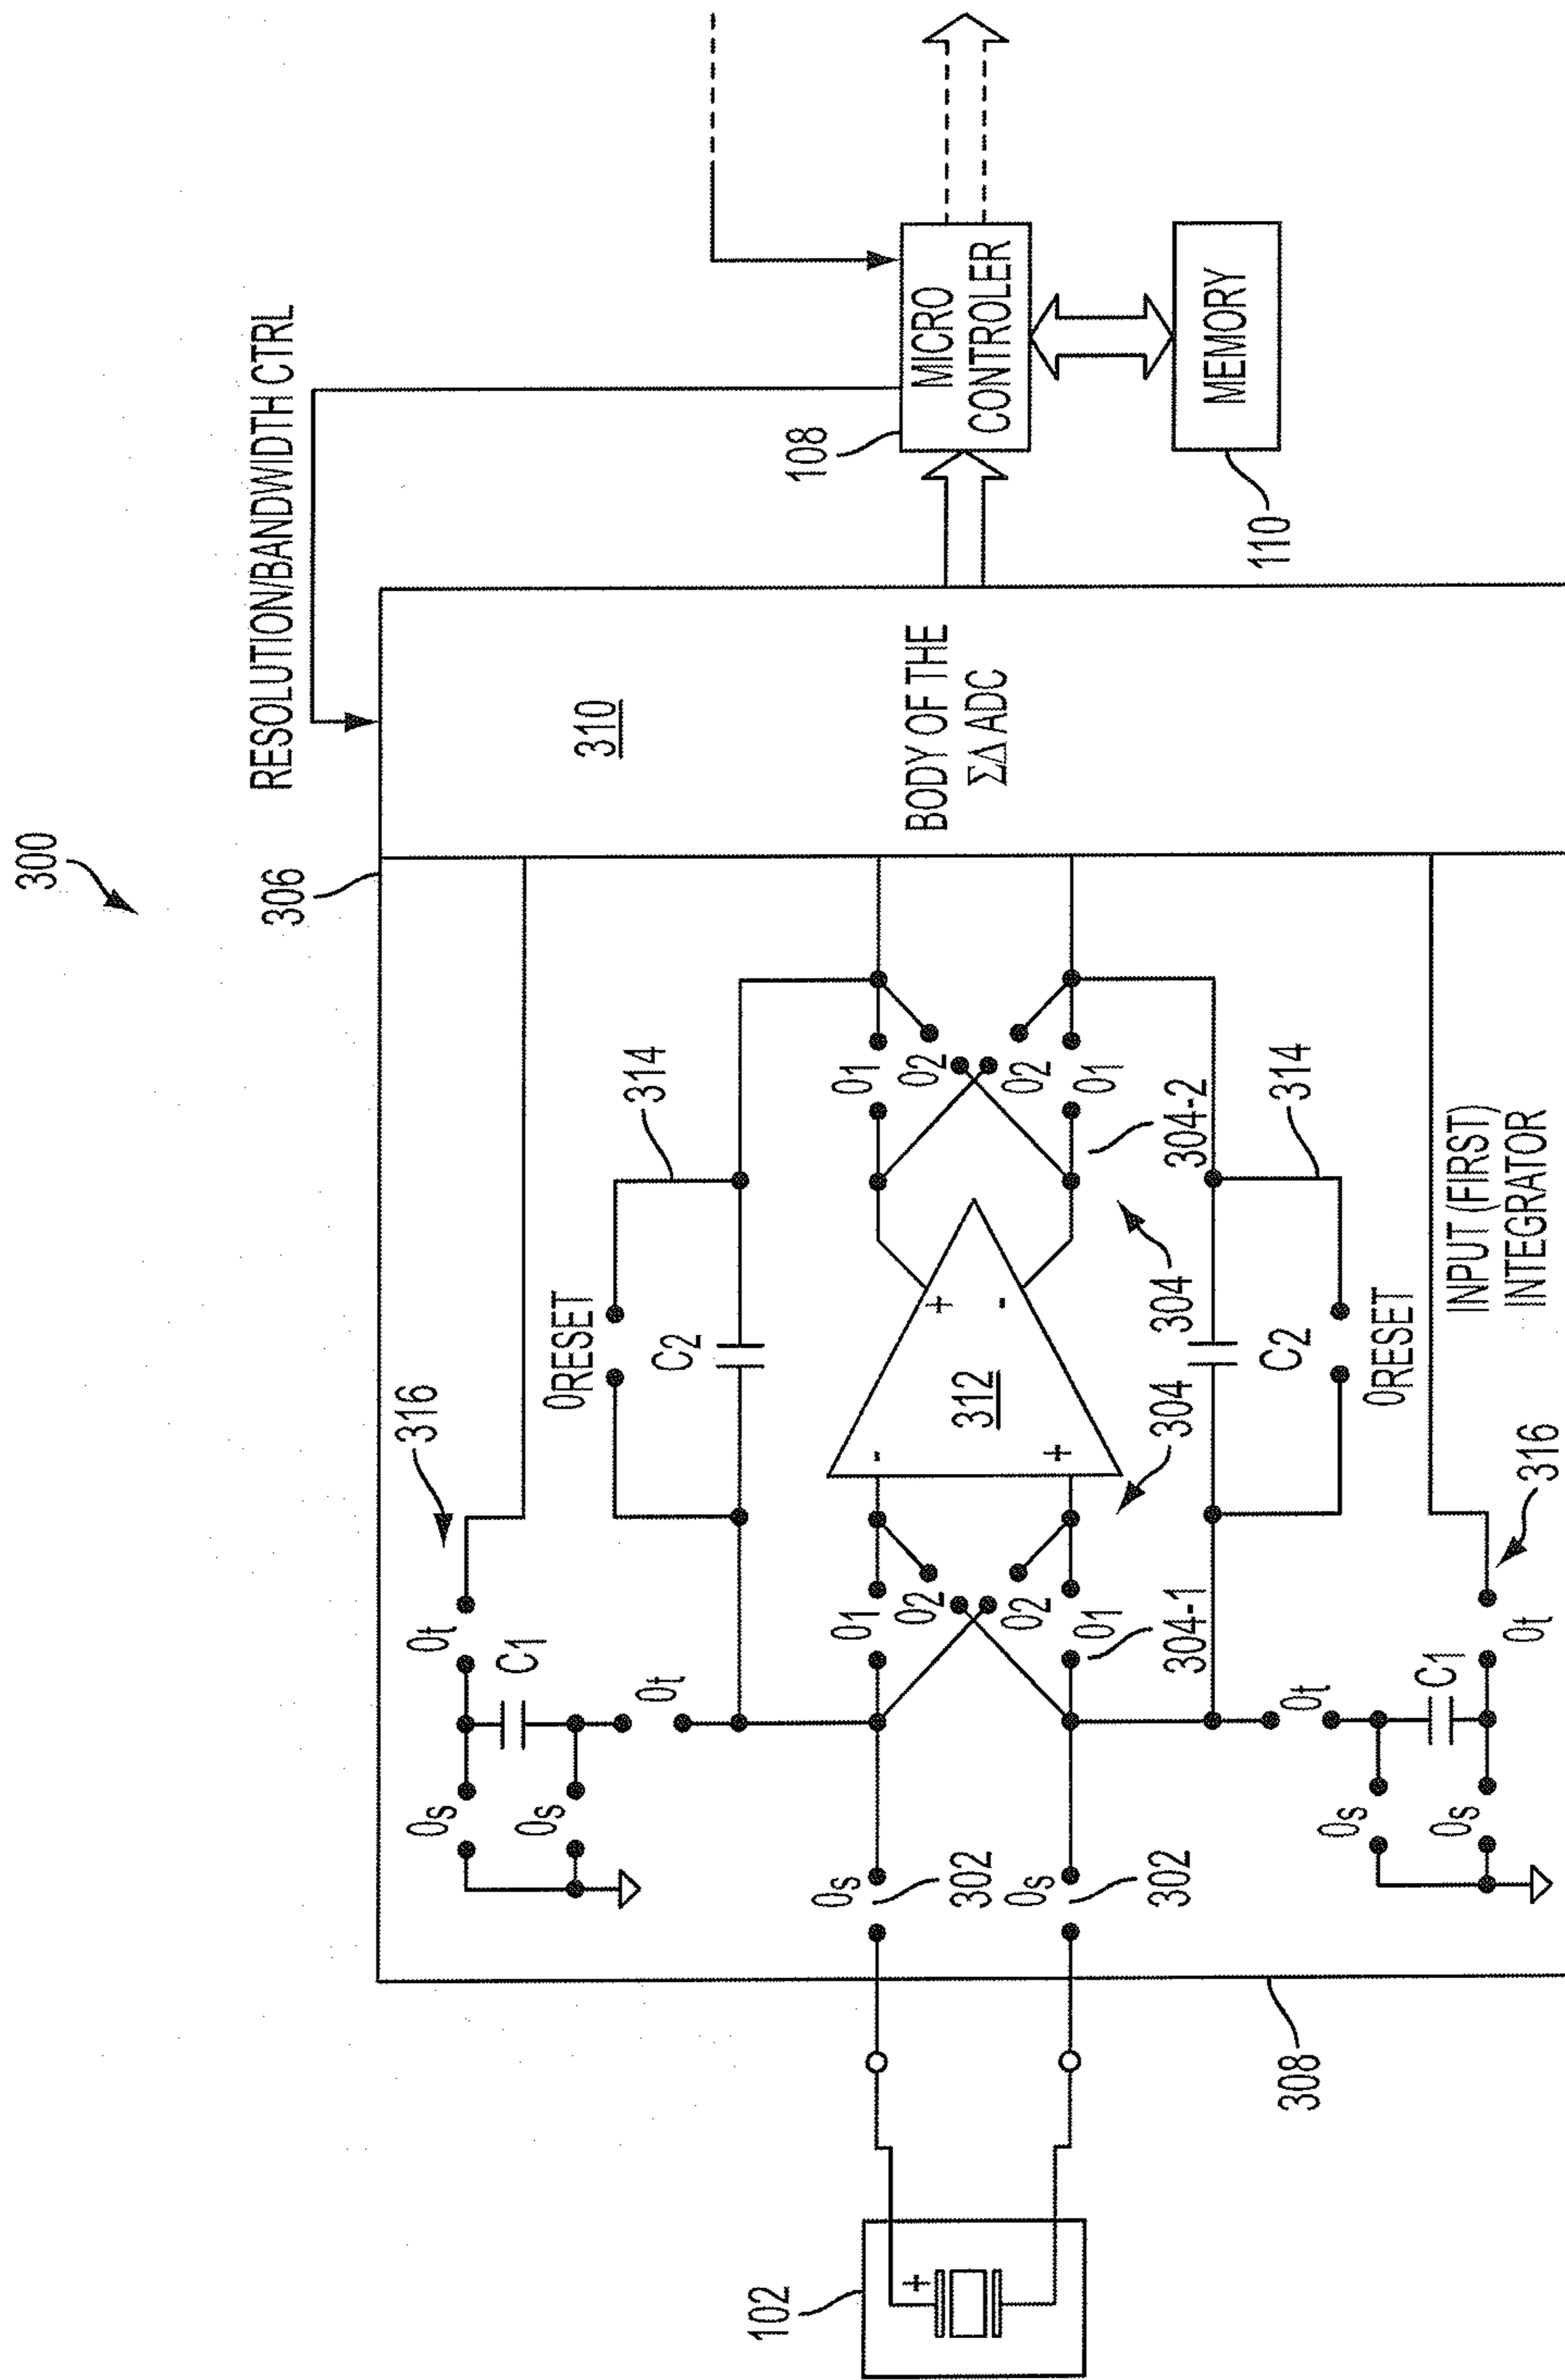 300
RESOLUTION/BANDWIDTH CTRL
306
316
0s
0t
C1
0s
0RESET
310
314
0t
C2
102
108
0s
01
-
+
01
+
302
02
02
BODY OF THE
ΣΔ ADC
MICRO
CONTROLER
312
02
-
02
0s
+
01
01
302
304-1
304
304
304-2
MEMORY
C2
110
308
0t
314
0s
0RESET
C1
0s
0t
316
INPUT (FIRST)
INTEGRATOR